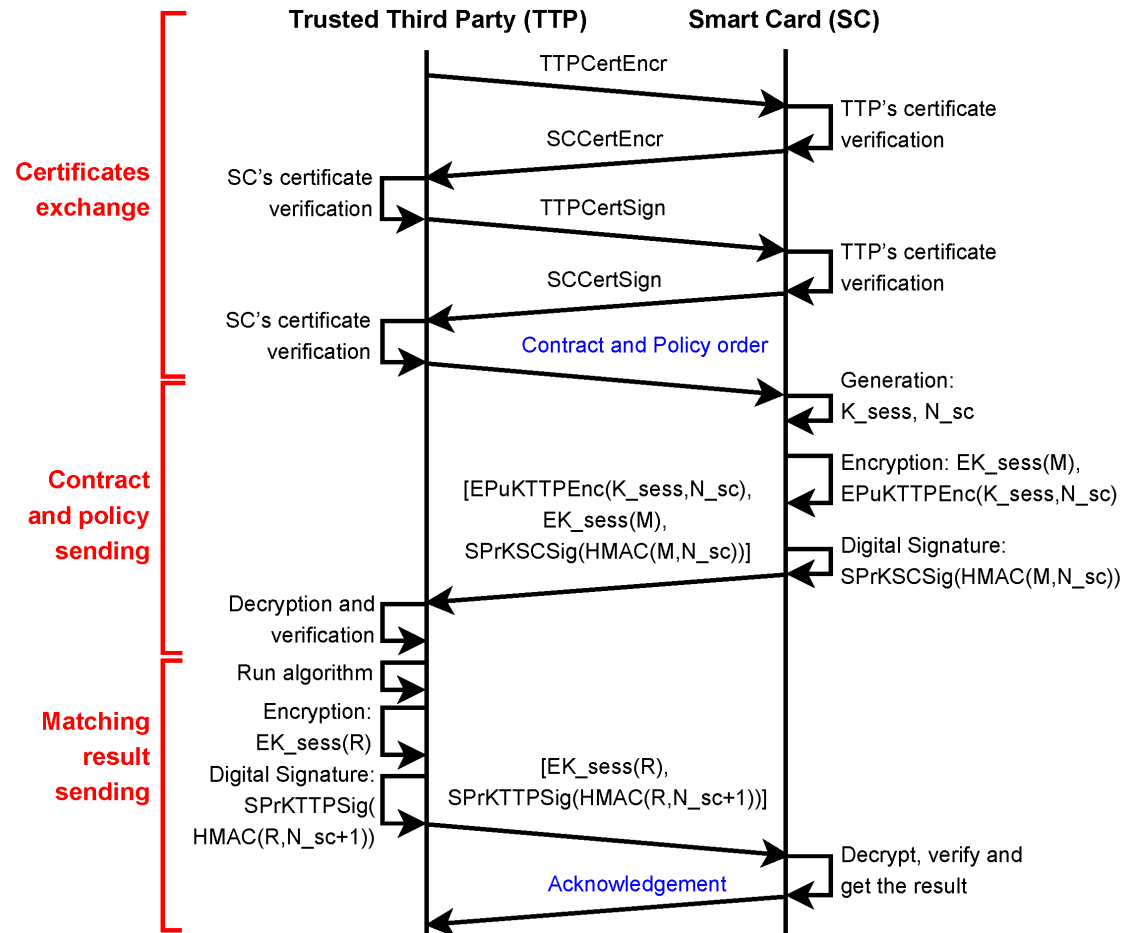 Trusted Third Party (TTP)
Smart Card (SC)
Certificates
exchange
TTPCertEncr
TTP's certificate
verification
SCCertEncr
SC's certificate
verification
TTPCertSign
TTP's certificate
verification
SCCertSign
SC's certificate
verification
Contract and Policy order
Contract
and policy
sending
Generation:
K_sess, N_sc
Encryption: EK_sess(M),
EPuKTTPEnc(K_sess,N_sc)
Digital Signature:
SPrKSCSig(HMAC(M,N_sc))
[EPuKTTPEnc(K_sess,N_sc),
EK_sess(M),
SPrKSCSig(HMAC(M,N_sc))]
Decryption and
verification
Matching
result
sending
Run algorithm
Encryption:
EK_sess(R)
Digital Signature:
SPrKTTPSig(
HMAC(R,N_sc+1))
[EK_sess(R),
SPrKTTPSig(HMAC(R,N_sc+1))]
Decrypt, verify and
get the result
Acknowledgement